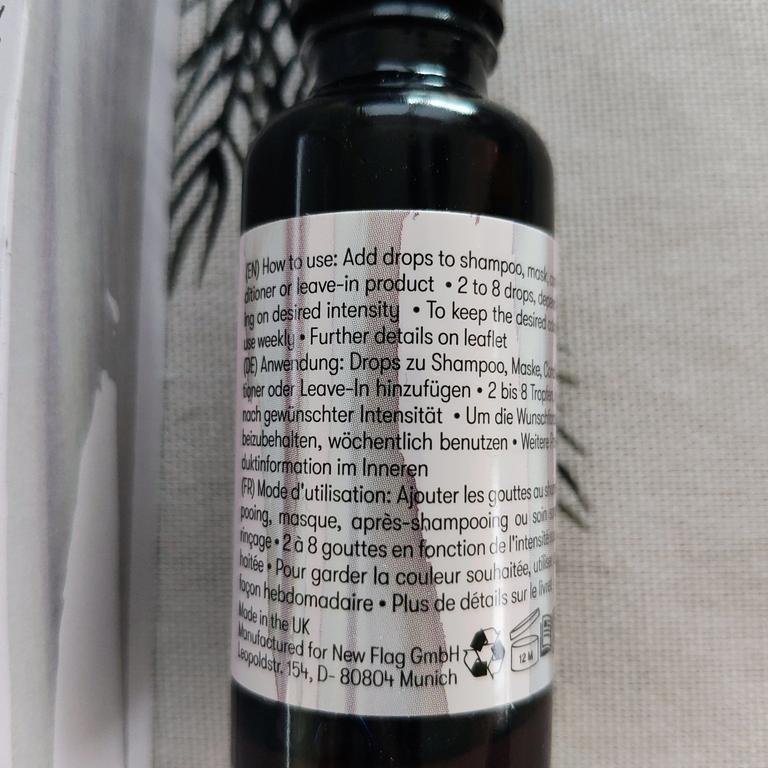 (EN) How to use: Add drops to shampoo, mask,
ditioner or leave-in product • 2 to 8 drops,
ing on desired intensity • To keep the desired
use weekly • Further details on leaflet
(DE) Anwendung: Drops zu Shampoo, Maske,
tioner oder Leave-In hinzufügen • 2 bis 8 Tropfen,
nach gewünschter Intensität • Um die
beizubehalten, wöchentlich benutzen • Weitere
duktinformation im Inneren
(FR) Mode d'utilisation: Ajouter les gouttes au
pooing, masque, après-shampooing ou soin
rinçage • 2 à 8 gouttes en fonction de l'intensité
haitée • Pour garder la couleur souhaitée,
façon hebdomadaire • Plus de détails sur le
Made in the UK
Manufactured for New Flag GmbH
Leopoldstr. 154, D- 80804 Munich
12 M